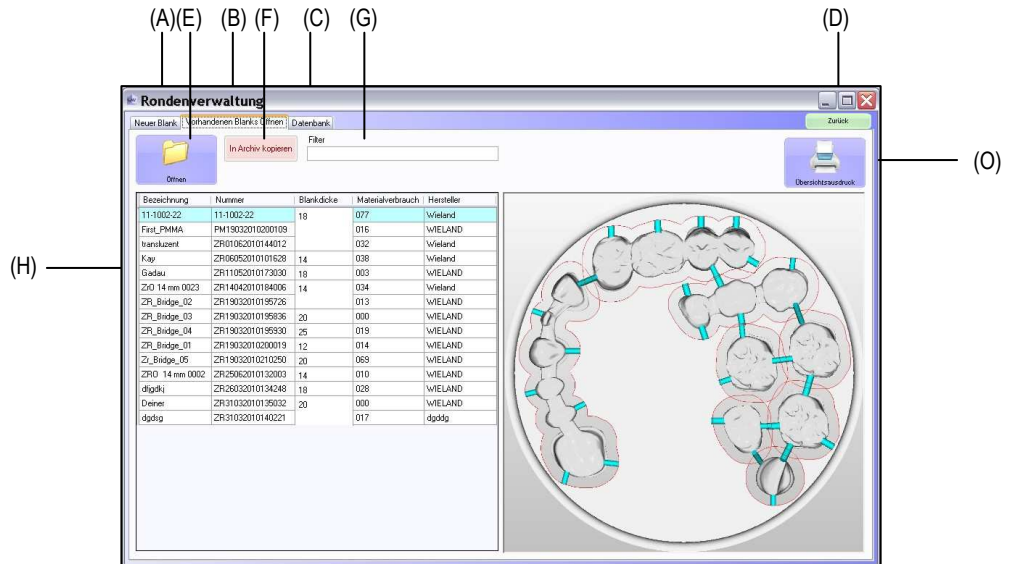 (A)(E) (B) (F) (C) (G) (D)
Rondenverwaltung
Neuer Blank Vorhandenen Blanks Öffnen Datenbank Zurück
In Archiv kopieren Filter
Öffnen Übersichtsausdruck
(O)
(H)
Bezeichnung Nummer Blankdicke Materialverbrauch Hersteller
11-1002-22 11-1002-22 18 077 Wieland
First_PMMA PM19032010200109 016 WIELAND
transluzent ZR01062010144012 032 Wieland
Kay ZR06052010101628 14 038 Wieland
Gadau ZR11052010173030 18 003 WIELAND
ZrO 14 mm 0023 ZR14042010184006 14 034 Wieland
ZR_Bridge_02 ZR19032010195726 013 WIELAND
ZR_Bridge_03 ZR19032010195836 20 000 WIELAND
ZR_Bridge_04 ZR19032010195930 25 019 WIELAND
ZR_Bridge_01 ZR19032010200019 12 014 WIELAND
Zr_Bridge_05 ZR19032010210250 20 069 WIELAND
ZRO 14 mm 0002 ZR25062010132003 14 010 WIELAND
dfjgdkj ZR26032010134248 18 028 WIELAND
Deiner ZR31032010135032 20 000 WIELAND
dgdsg ZR31032010140221 017 dgddg